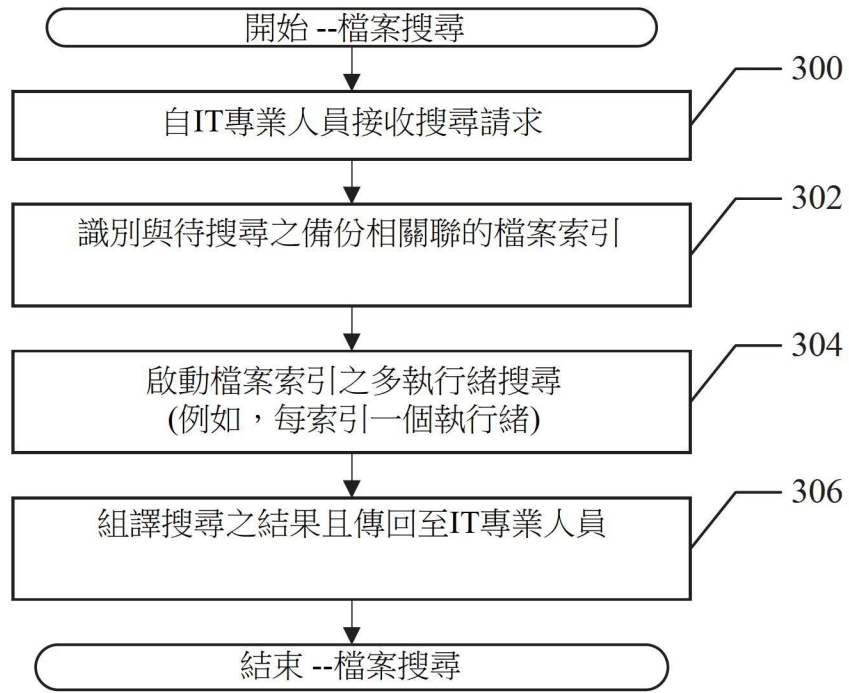 開始 --檔案搜尋
300
自IT專業人員接收搜尋請求
302
識別與待搜尋之備份相關聯的檔案索引
304
啟動檔案索引之多執行緒搜尋
(例如，每索引一個執行緒)
306
組譯搜尋之結果且傳回至IT專業人員
結束 --檔案搜尋